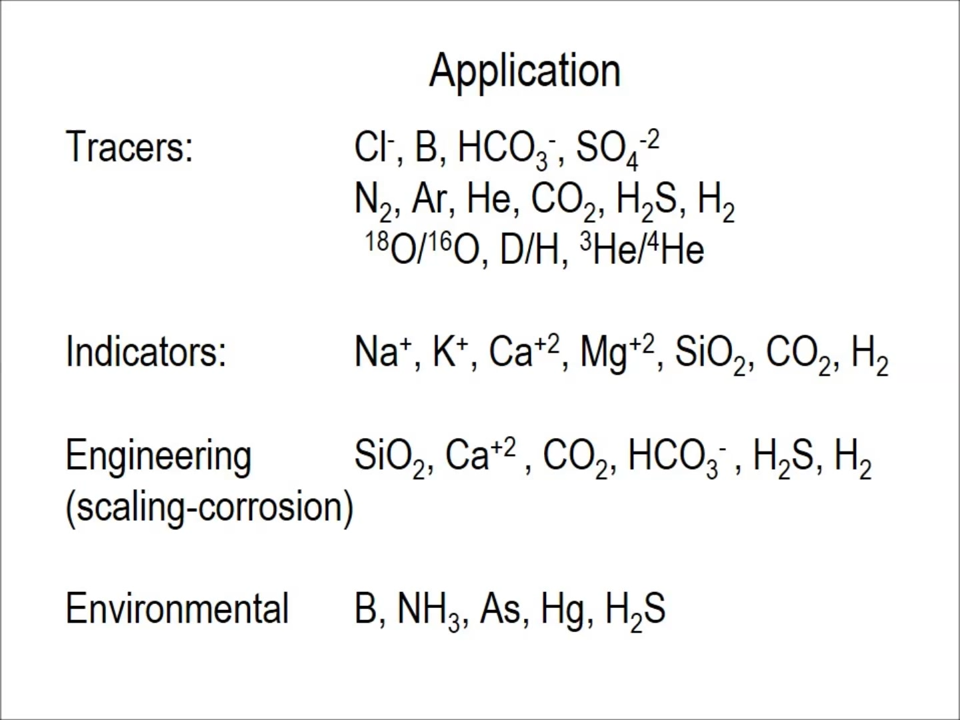 Application
Tracers: Cl⁻, B, HCO₃⁻, SO₄⁻²
N₂, Ar, He, CO₂, H₂S, H₂
¹⁸O/¹⁶O, D/H, ³He/⁴He
Indicators: Na⁺, K⁺, Ca⁺², Mg⁺², SiO₂, CO₂, H₂
Engineering SiO₂, Ca⁺² , CO₂, HCO₃⁻ , H₂S, H₂
(scaling-corrosion)
Environmental B, NH₃, As, Hg, H₂S